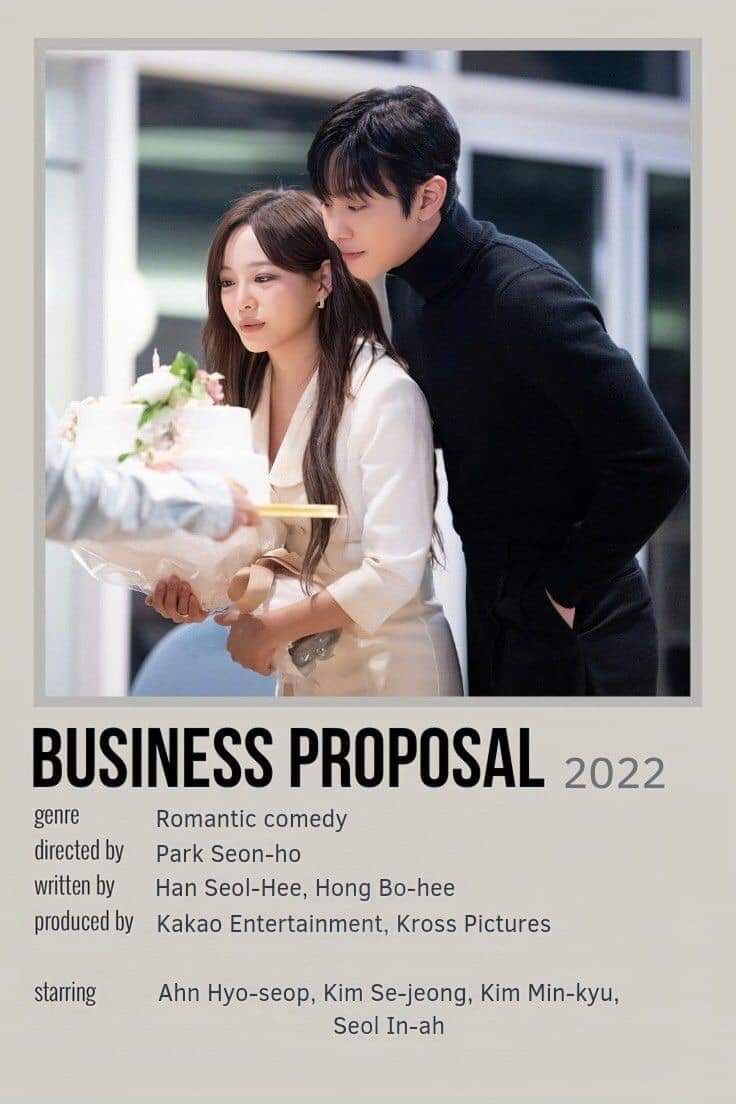 BUSINESS PROPOSAL 2022
genre Romantic comedy
directed by Park Seon-ho
written by Han Seol-Hee, Hong Bo-hee
produced by Kakao Entertainment, Kross Pictures
starring Ahn Hyo-seop, Kim Se-jeong, Kim Min-kyu,
Seol In-ah